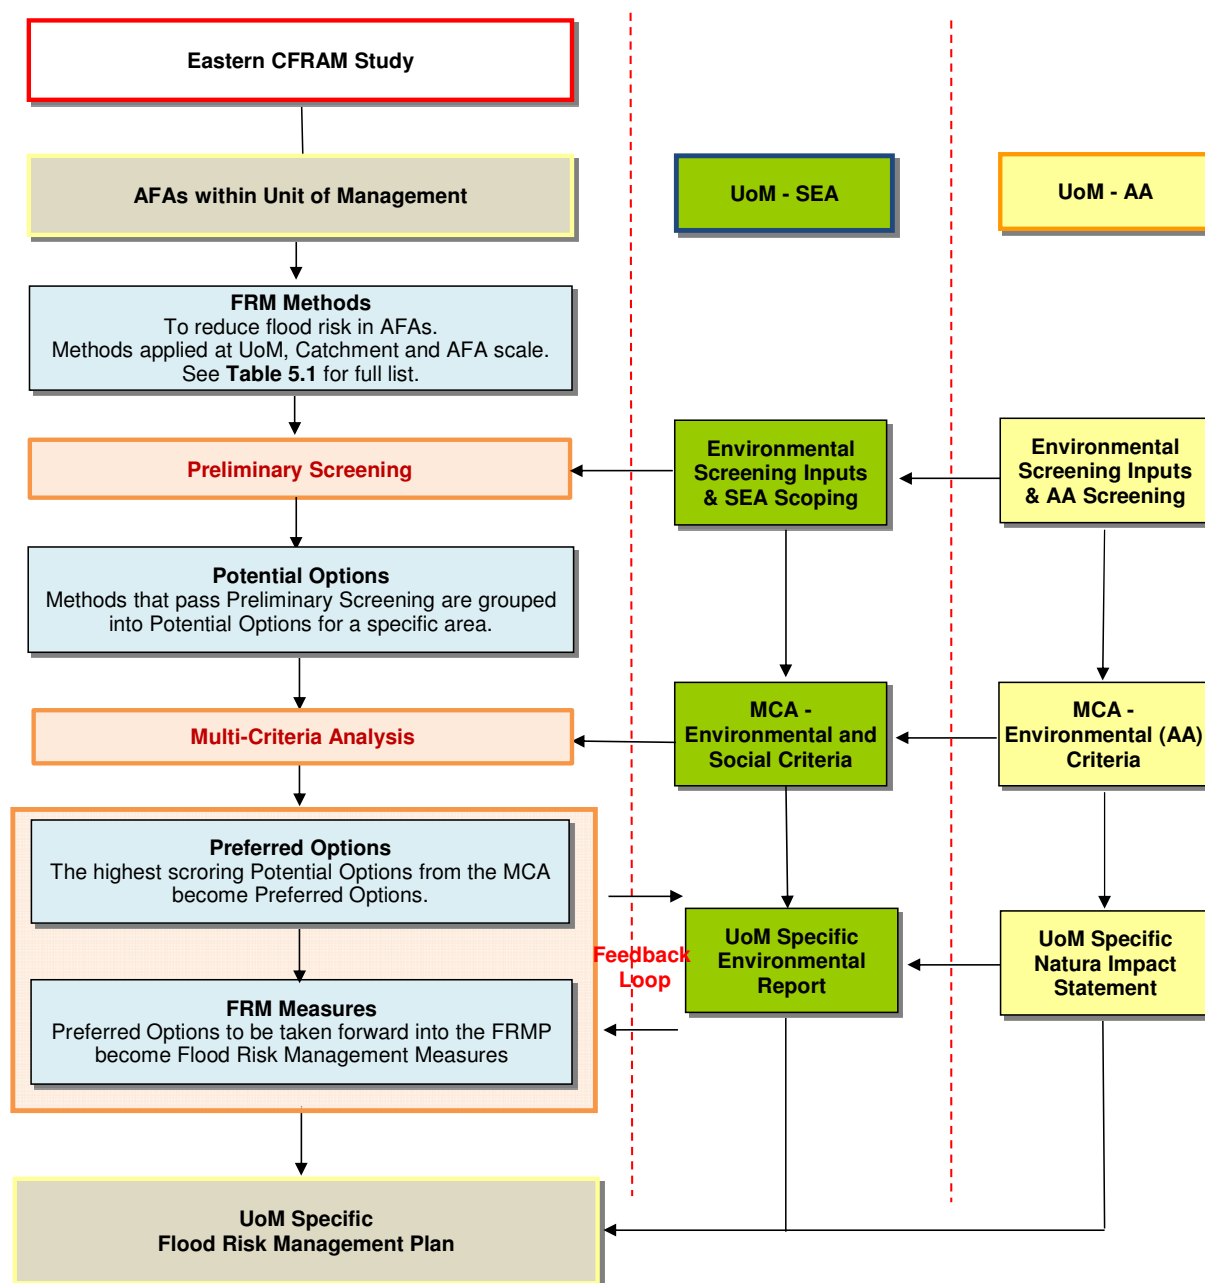 Eastern CFRAM Study
AFAs within Unit of Management
UoM - SEA
UoM - AA
FRM Methods
To reduce flood risk in AFAs.
Methods applied at UoM, Catchment and AFA scale.
See Table 5.1 for full list.
Preliminary Screening
Environmental
Screening Inputs
& SEA Scoping
Environmental
Screening Inputs
& AA Screening
Potential Options
Methods that pass Preliminary Screening are grouped
into Potential Options for a specific area.
Multi-Criteria Analysis
MCA -
Environmental and
Social Criteria
MCA -
Environmental (AA)
Criteria
Preferred Options
The highest scroring Potential Options from the MCA
become Preferred Options.
Feedback
Loop
UoM Specific
Environmental
Report
UoM Specific
Natura Impact
Statement
FRM Measures
Preferred Options to be taken forward into the FRMP
become Flood Risk Management Measures
UoM Specific
Flood Risk Management Plan